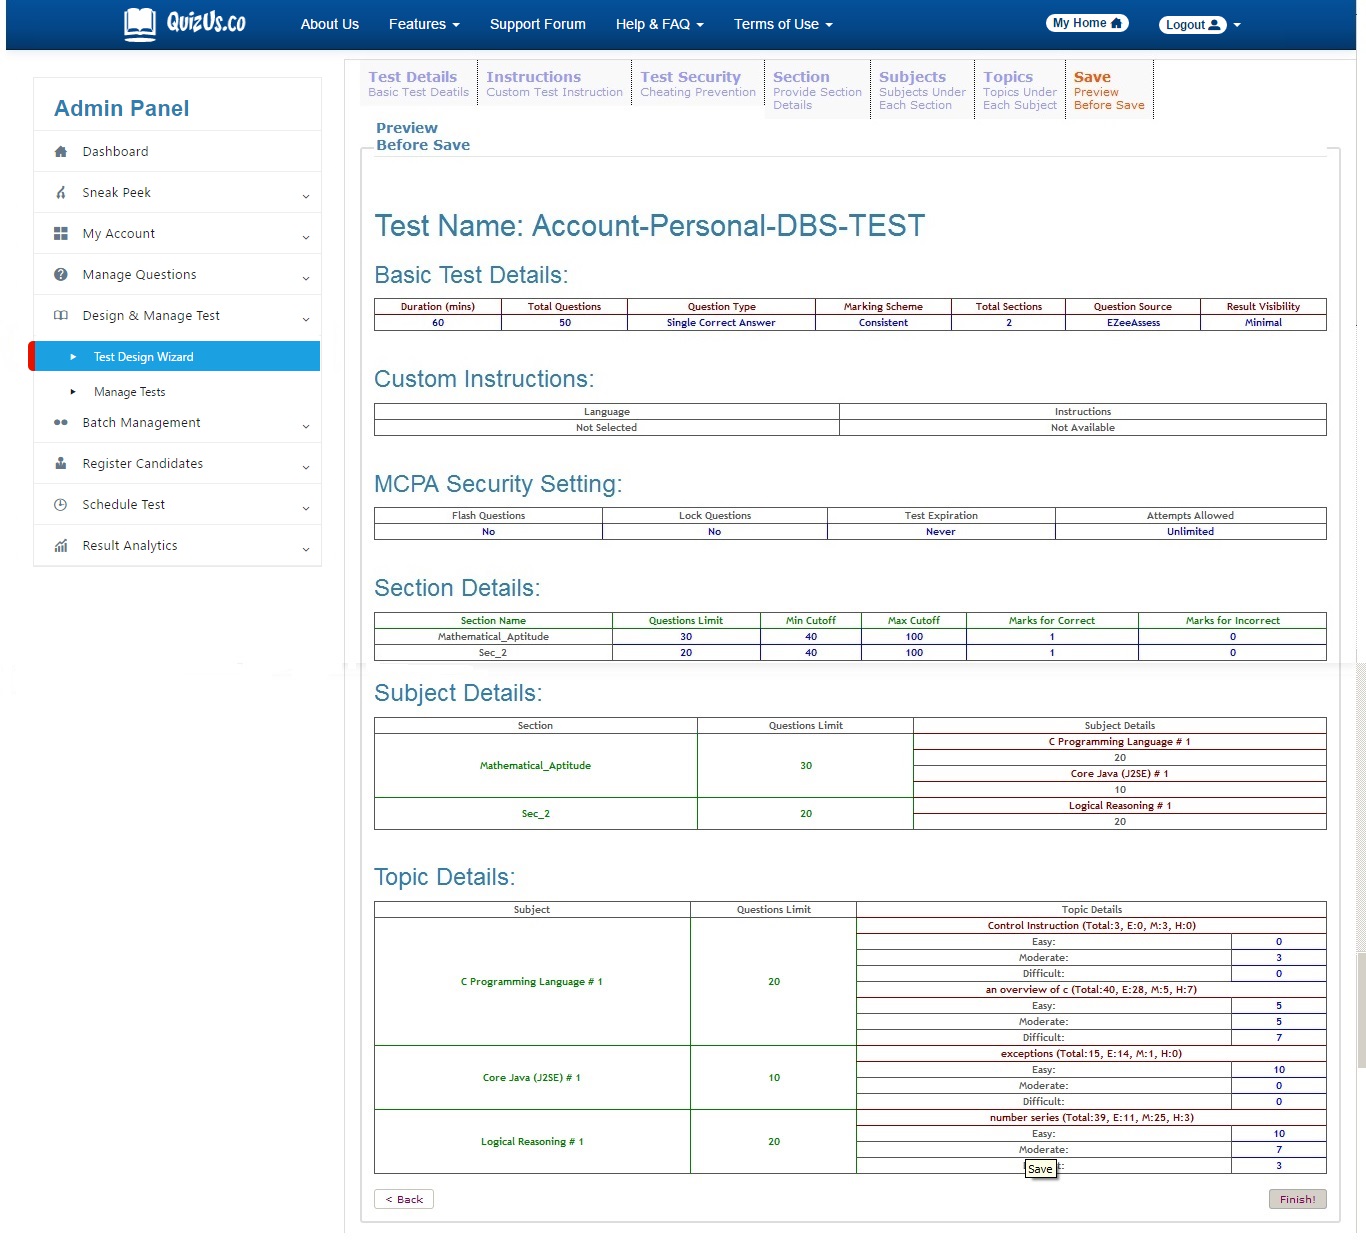 QuizUs.co
About Us Features Support Forum Help & FAQ Terms of Use My Home Logout
Admin Panel
Dashboard
Sneak Peek
My Account
Manage Questions
Design & Manage Test
Test Design Wizard
Manage Tests
Batch Management
Register Candidates
Schedule Test
Result Analytics
Test Details
Basic Test Deatils
Instructions
Custom Test Instruction
Test Security
Cheating Prevention
Section
Provide Section
Details
Subjects
Subjects Under
Each Section
Topics
Topics Under
Each Subject
Save
Preview
Before Save
Preview
Before Save
Test Name: Account-Personal-DBS-TEST
Basic Test Details:
Duration (mins) Total Questions Question Type Marking Scheme Total Sections Question Source Result Visibility
60 50 Single Correct Answer Consistent 2 EZeeAssess Minimal
Custom Instructions:
Language Instructions
Not Selected Not Available
MCPA Security Setting:
Flash Questions Lock Questions Test Expiration Attempts Allowed
No No Never Unlimited
Section Details:
Section Name Questions Limit Min Cutoff Max Cutoff Marks for Correct Marks for Incorrect
Mathematical_Aptitude 30 40 100 1 0
Sec_2 20 40 100 1 0
Subject Details:
Section Questions Limit Subject Details
Mathematical_Aptitude 30
C Programming Language # 1
20
Core Java (J2SE) # 1
10
Sec_2 20
Logical Reasoning # 1
20
Topic Details:
Subject Questions Limit Topic Details
C Programming Language # 1 20
Control Instruction (Total:3, E:0, M:3, H:0)
Easy: 0
Moderate: 3
Difficult: 0
an overview of c (Total:40, E:28, M:5, H:7)
Easy: 5
Moderate: 5
Difficult: 7
Core Java (J2SE) # 1 10
exceptions (Total:15, E:14, M:1, H:0)
Easy: 10
Moderate: 0
Difficult: 0
Logical Reasoning # 1 20
number series (Total:39, E:11, M:25, H:3)
Easy: 10
Moderate: 7
3
Save
< Back Finish!